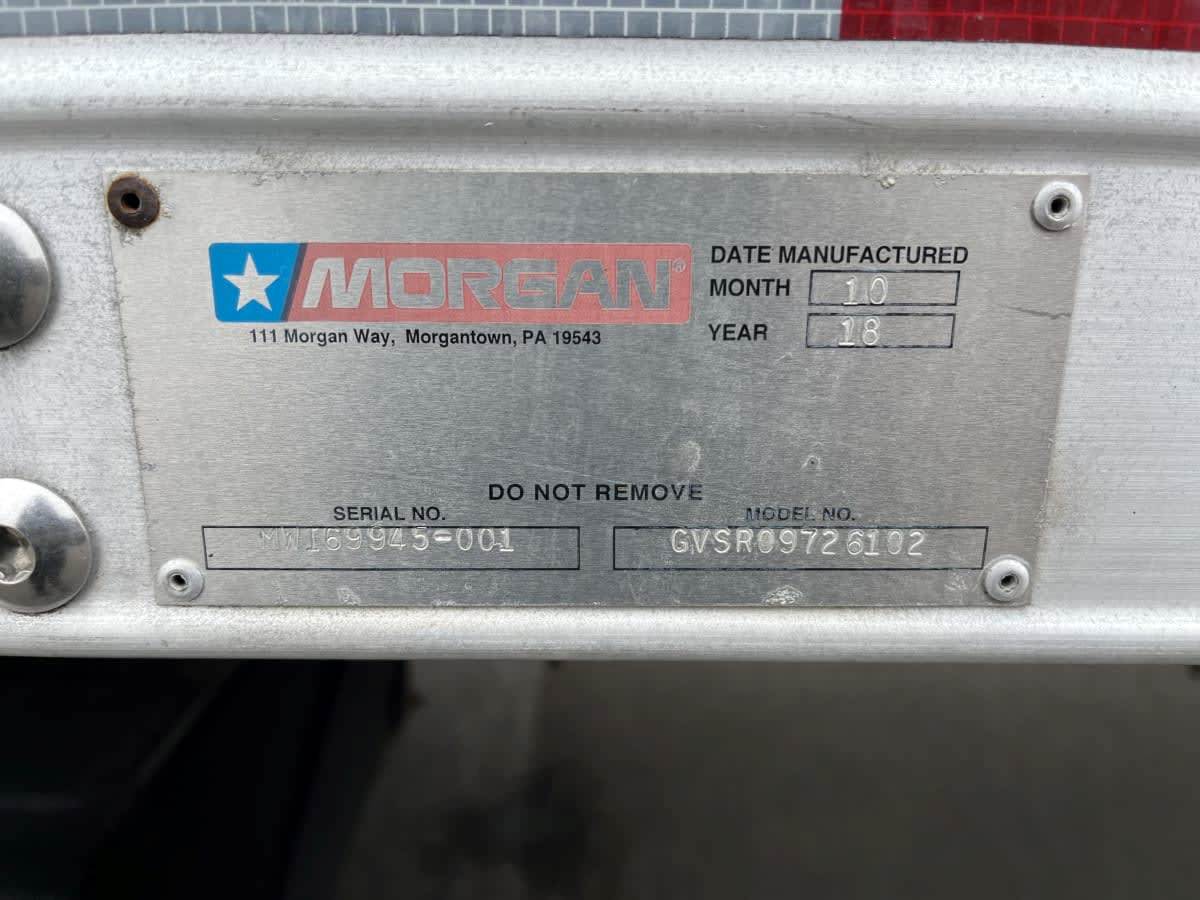 MORGAN®
111 Morgan Way, Morgantown, PA 19543
DATE MANUFACTURED
MONTH 10
YEAR 18
DO NOT REMOVE
SERIAL NO.
MWI69945-001
MODEL NO.
GVSR09726102